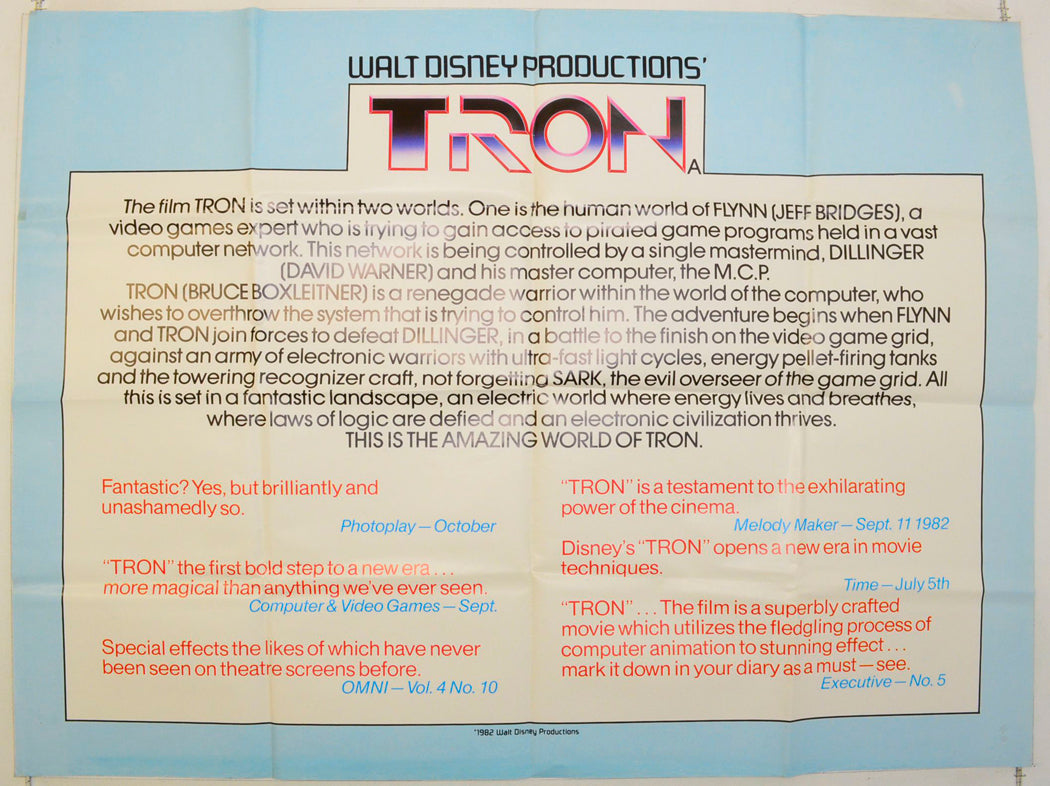 WALT DISNEY PRODUCTIONS'
TRON
A
The film TRON is set within two worlds. One is the human world of FLYNN (JEFF BRIDGES), a
video games expert who is trying to gain access to pirated game programs held in a vast
computer network. This network is being controlled by a single mastermind, DILLINGER
(DAVID WARNER) and his master computer, the M.C.P.
TRON (BRUCE BOXLEITNER) is a renegade warrior within the world of the computer, who
wishes to overthrow the system that is trying to control him. The adventure begins when FLYNN
and TRON join forces to defeat DILLINGER, in a battle to the finish on the video game grid,
against an army of electronic warriors with ultra-fast light cycles, energy pellet-firing tanks
and the towering recognizer craft, not forgetting SARK, the evil overseer of the game grid. All
this is set in a fantastic landscape, an electric world where energy lives and breathes,
where laws of logic are defied and an electronic civilization thrives.
THIS IS THE AMAZING WORLD OF TRON.
Fantastic? Yes, but brilliantly and
unashamedly so.
Photoplay — October
"TRON" the first bold step to a new era ...
more magical than anything we've ever seen.
Computer & Video Games — Sept.
Special effects the likes of which have never
been seen on theatre screens before.
OMNI — Vol. 4 No. 10
"TRON" is a testament to the exhilarating
power of the cinema.
Melody Maker — Sept. 11 1982
Disney's "TRON" opens a new era in movie
techniques.
Time — July 5th
"TRON" ... The film is a superbly crafted
movie which utilizes the fledgling process of
computer animation to stunning effect ...
mark it down in your diary as a must — see.
Executive — No. 5
'1982 Walt Disney Productions